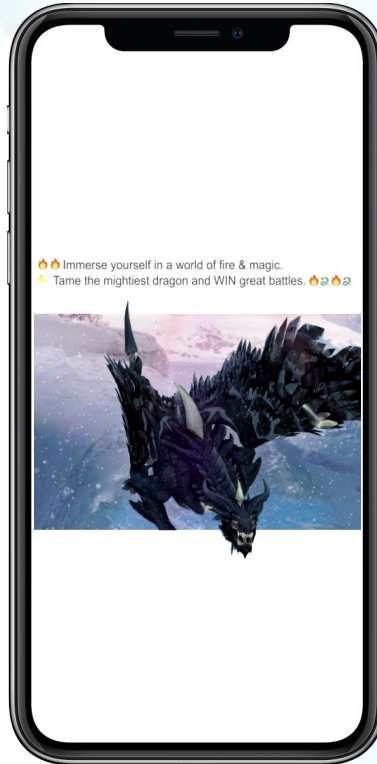 🔥🔥 Immerse yourself in a world of fire & magic.
Tame the mightiest dragon and WIN great battles. 🔥🐉🔥🐉